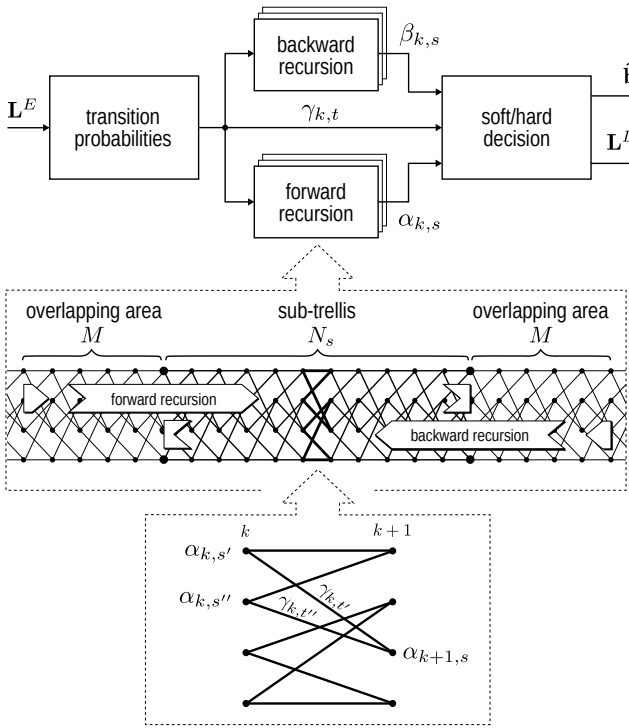 backward recursion
β_{k,s}
L^E
transition probabilities
γ_{k,t}
soft/hard decision
forward recursion
α_{k,s}
overlapping area
M
sub-trellis
N_s
overlapping area
M
forward recursion
backward recursion
k
k + 1
α_{k,s′}
α_{k,s″}
γ_{k,t′}
γ_{k,t″}
α_{k+1,s}